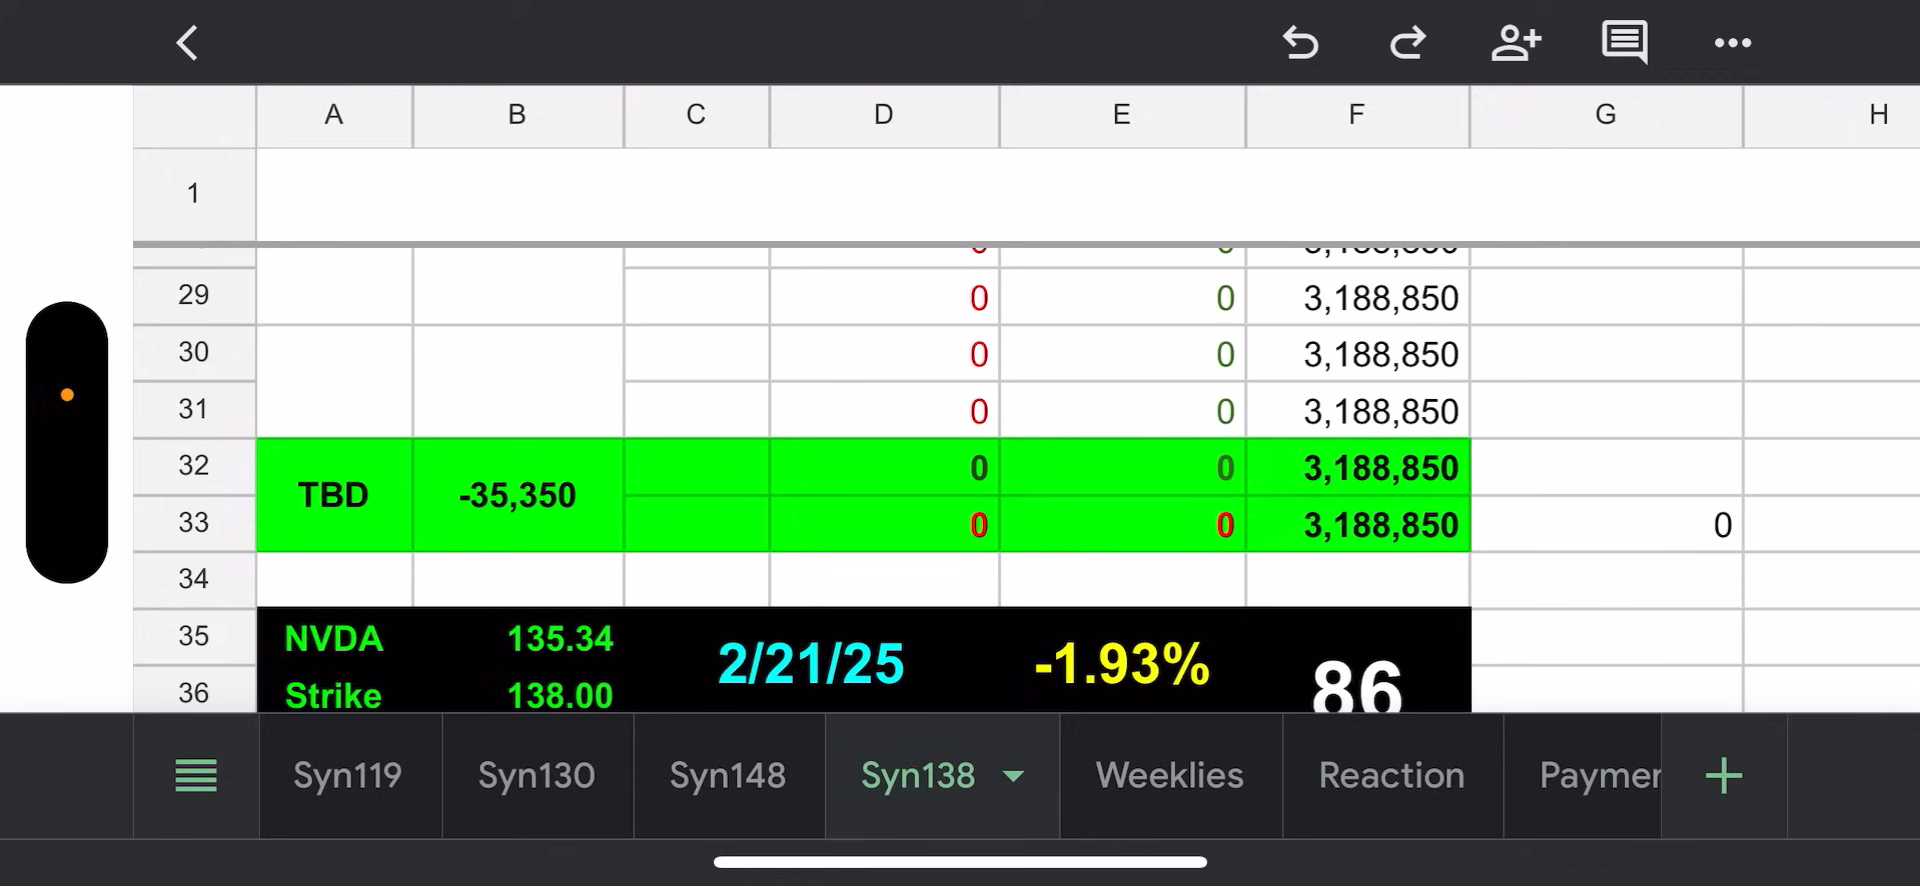 A B C D E F G H
1
29 0 0 3,188,850
30 0 0 3,188,850
31 0 0 3,188,850
32 0 0 3,188,850
TBD -35,350
33 0 0 3,188,850 0
34
35 NVDA 135.34
2/21/25 -1.93% 86
36 Strike 138.00
Syn119 Syn130 Syn148 Syn138 Weeklies Reaction Paymer